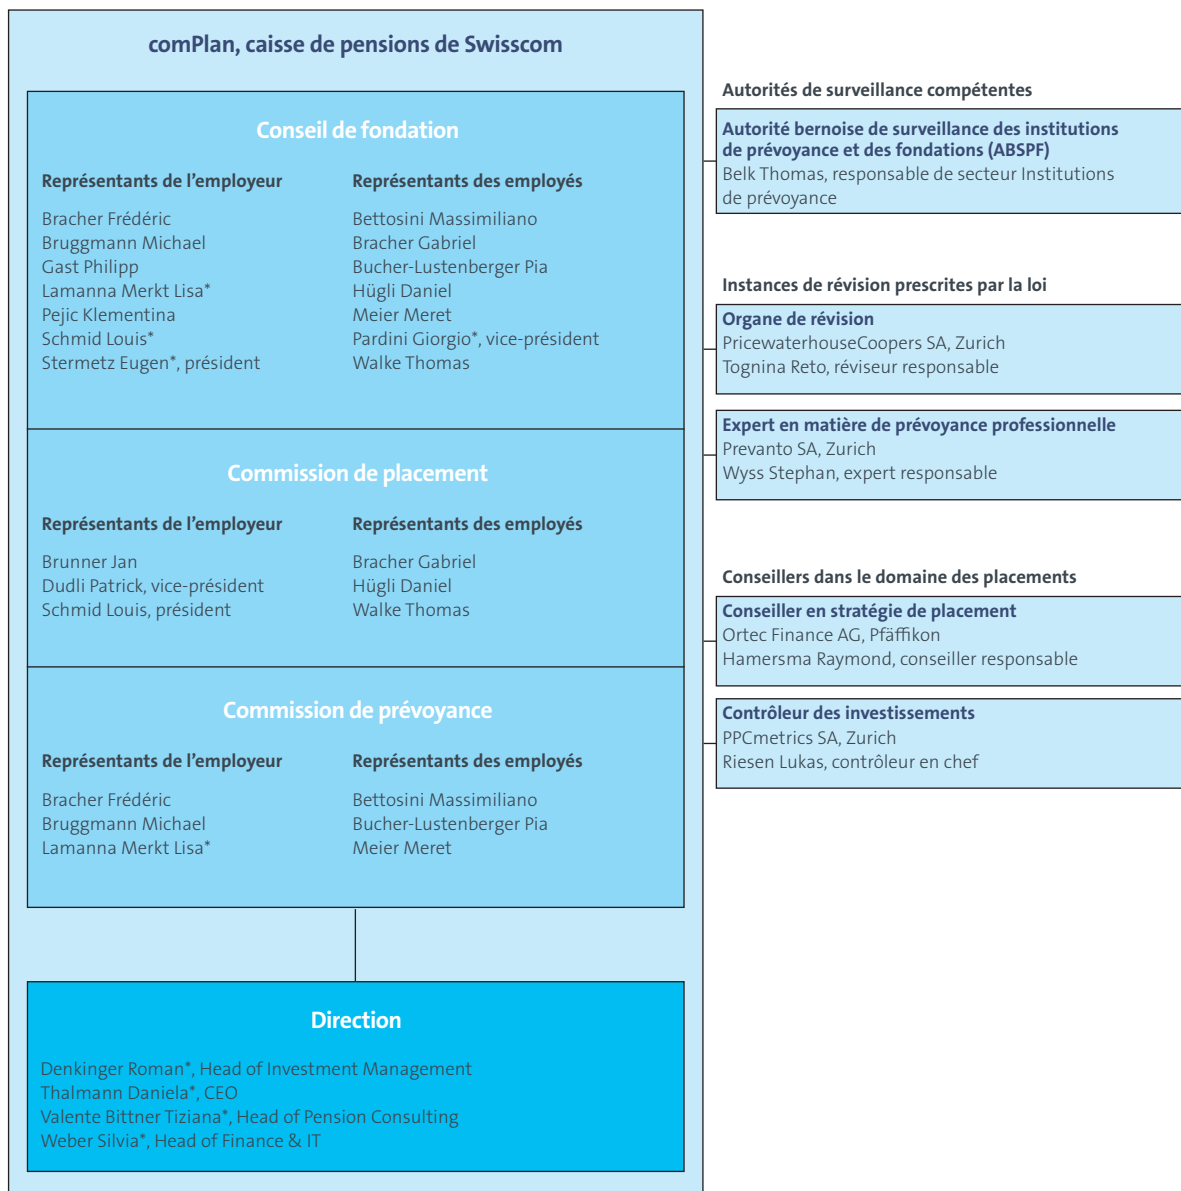 comPlan, caisse de pensions de Swisscom
Conseil de fondation
Représentants de l’employeur
Bracher Frédéric
Bruggmann Michael
Gast Philipp
Lamanna Merkt Lisa*
Pejic Klementina
Schmid Louis*
Stermetz Eugen*, président
Représentants des employés
Bettosini Massimiliano
Bracher Gabriel
Bucher-Lustenberger Pia
Hügli Daniel
Meier Meret
Pardini Giorgio*, vice-président
Walke Thomas
Commission de placement
Représentants de l’employeur
Brunner Jan
Dudli Patrick, vice-président
Schmid Louis, président
Représentants des employés
Bracher Gabriel
Hügli Daniel
Walke Thomas
Commission de prévoyance
Représentants de l’employeur
Bracher Frédéric
Bruggmann Michael
Lamanna Merkt Lisa*
Représentants des employés
Bettosini Massimiliano
Bucher-Lustenberger Pia
Meier Meret
Direction
Denkinger Roman*, Head of Investment Management
Thalmann Daniela*, CEO
Valente Bittner Tiziana*, Head of Pension Consulting
Weber Silvia*, Head of Finance & IT
Autorités de surveillance compétentes
Autorité bernoise de surveillance des institutions
de prévoyance et des fondations (ABSPF)
Belk Thomas, responsable de secteur Institutions
de prévoyance
Instances de révision prescrites par la loi
Organe de révision
PricewaterhouseCoopers SA, Zurich
Tognina Reto, réviseur responsable
Expert en matière de prévoyance professionnelle
Prevanto SA, Zurich
Wyss Stephan, expert responsable
Conseillers dans le domaine des placements
Conseiller en stratégie de placement
Ortec Finance AG, Pfäffikon
Hamersma Raymond, conseiller responsable
Contrôleur des investissements
PPCmetrics SA, Zurich
Riesen Lukas, contrôleur en chef